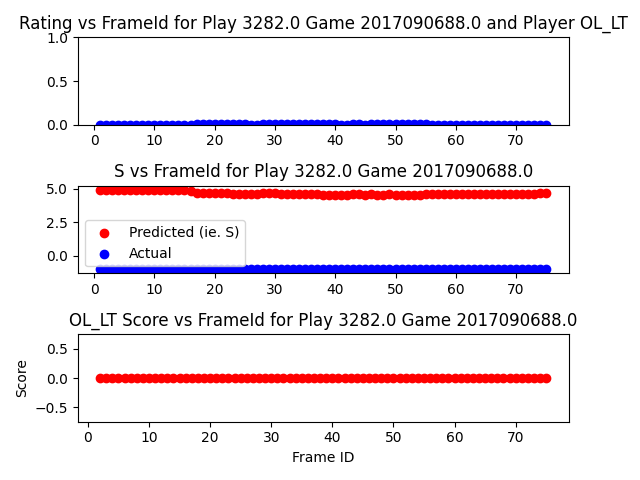 Rating vs FrameId for Play 3282.0 Game 2017090688.0 and Player OL_LT
1.0
0.5
0.0
0 10 20 30 40 50 60 70
S vs FrameId for Play 3282.0 Game 2017090688.0
5.0
2.5
0.0
Predicted (ie. S)
Actual
0 10 20 30 40 50 60 70
OL_LT Score vs FrameId for Play 3282.0 Game 2017090688.0
Score
0.5
0.0
−0.5
0 10 20 30 40 50 60 70
Frame ID